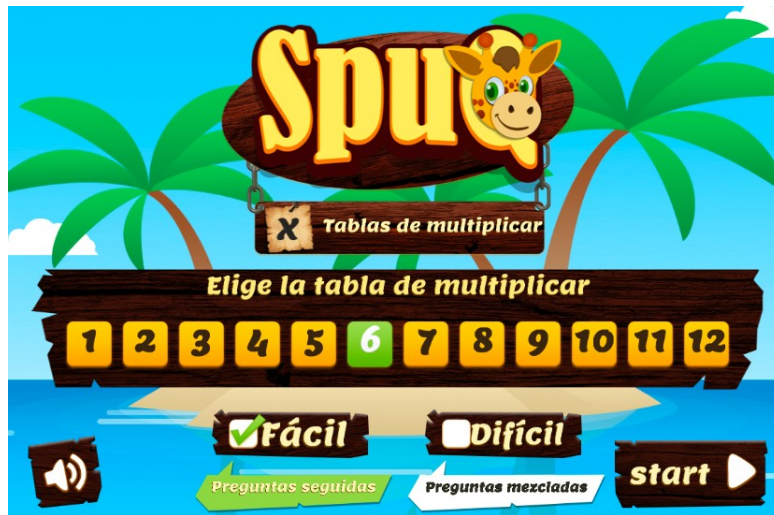 SpuQ
x Tablas de multiplicar
Elige la tabla de multiplicar
1 2 3 4 5 6 7 8 9 10 11 12
Fácil Difícil
Preguntas seguidas Preguntas mezcladas
start